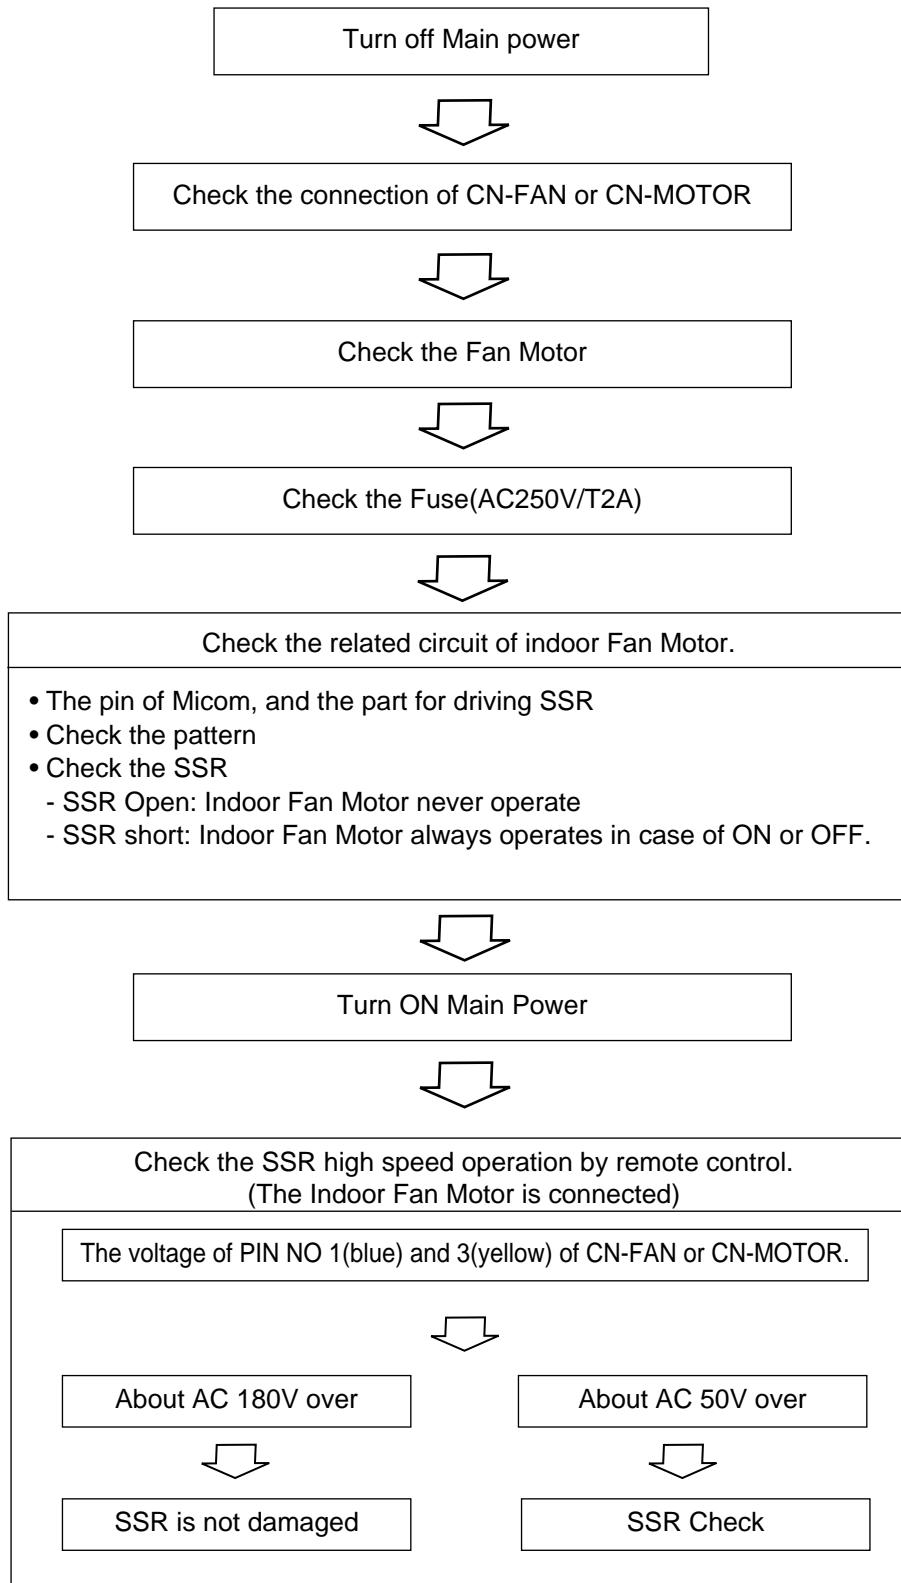 Turn off Main power
Check the connection of CN-FAN or CN-MOTOR
Check the Fan Motor
Check the Fuse(AC250V/T2A)
Check the related circuit of indoor Fan Motor.
• The pin of Micom, and the part for driving SSR
• Check the pattern
• Check the SSR
- SSR Open: Indoor Fan Motor never operate
- SSR short: Indoor Fan Motor always operates in case of ON or OFF.
Turn ON Main Power
Check the SSR high speed operation by remote control.
(The Indoor Fan Motor is connected)
The voltage of PIN NO 1(blue) and 3(yellow) of CN-FAN or CN-MOTOR.
About AC 180V over
About AC 50V over
SSR is not damaged
SSR Check